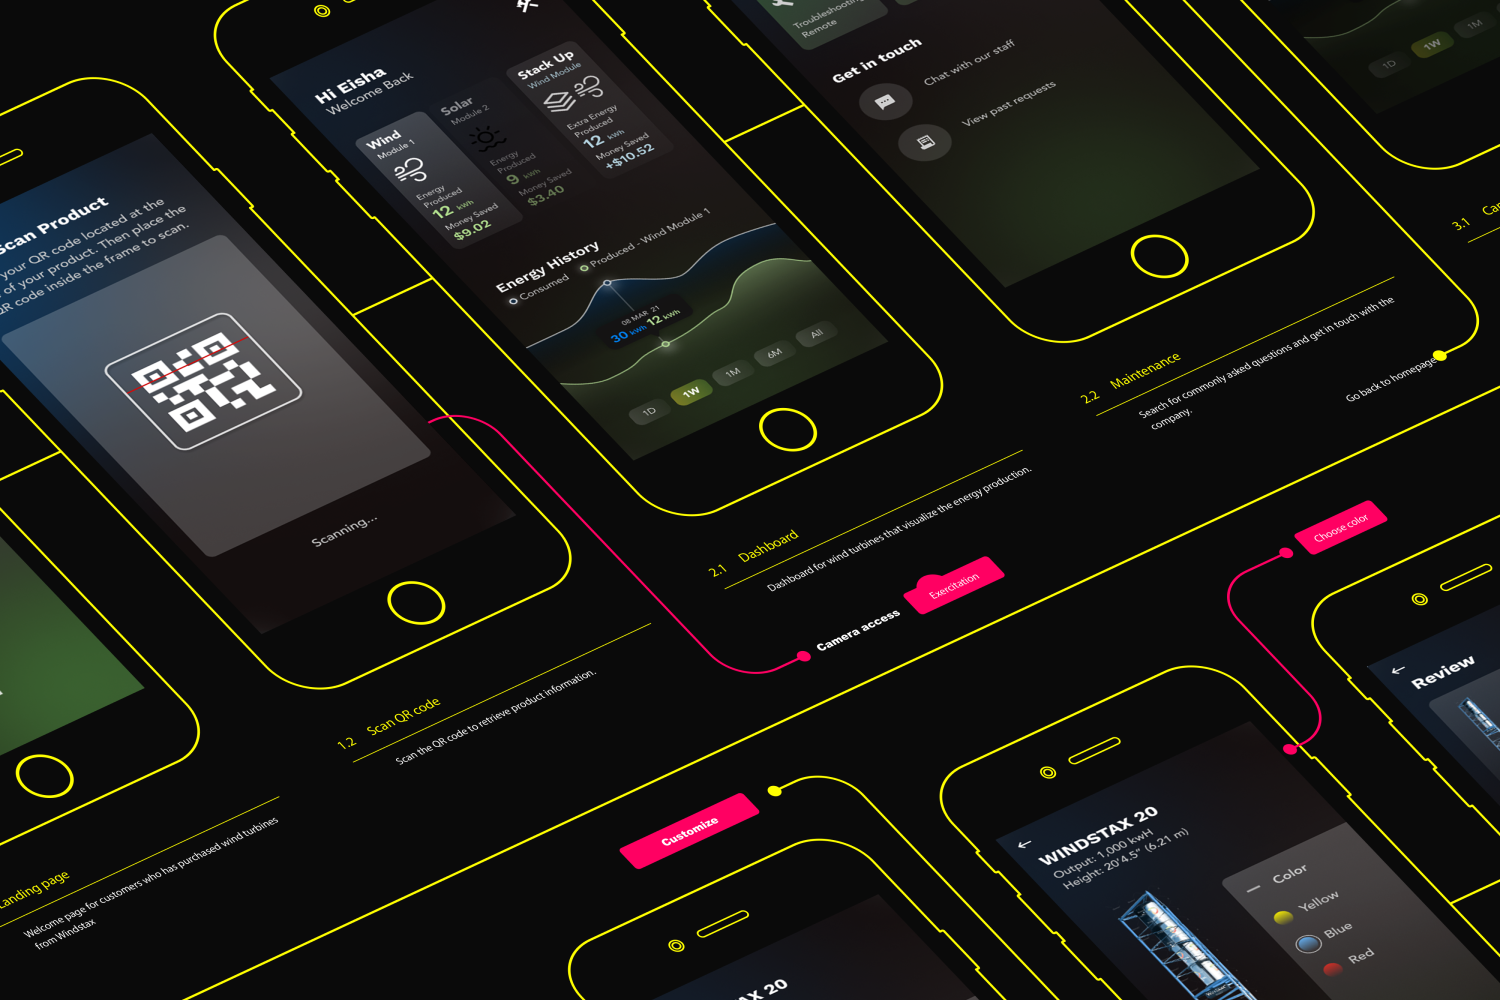 Scan Product
your QR code located at the
of your product. Then place the
QR code inside the frame to scan.
Scanning...
Hi Eisha
Welcome Back
Wind
Module 1
Energy
Produced
12 kWh
Money Saved
$9.02
Solar
Module 2
Energy
Produced
9 kWh
Money Saved
$3.40
Stack Up
Wind Module
Extra Energy
Produced
12 kWh
Money Saved
+$10.52
Energy History
Consumed
Produced - Wind Module 1
08 MAR 21
30 kWh 12 kWh
1D
1W
1M
6M
All
Troubleshooting
Remote
Get in touch
Chat with our staff
View past requests
1D
1W
1M
3.1
2.2 Maintenance
Search for commonly asked questions and get in touch with the
company.
Go back to homepage
2.1 Dashboard
Dashboard for wind turbines that visualize the energy production.
Camera access
Exercitation
Choose color
1.2 Scan QR code
Scan the QR code to retrieve product information.
Landing page
Welcome page for customers who has purchased wind turbines
from Windstax
Customize
WINDSTAX 20
Output: 1,000 kwH
Height: 20'4.5" (6.21 m)
Color
Yellow
Blue
Red
Review
AX 20